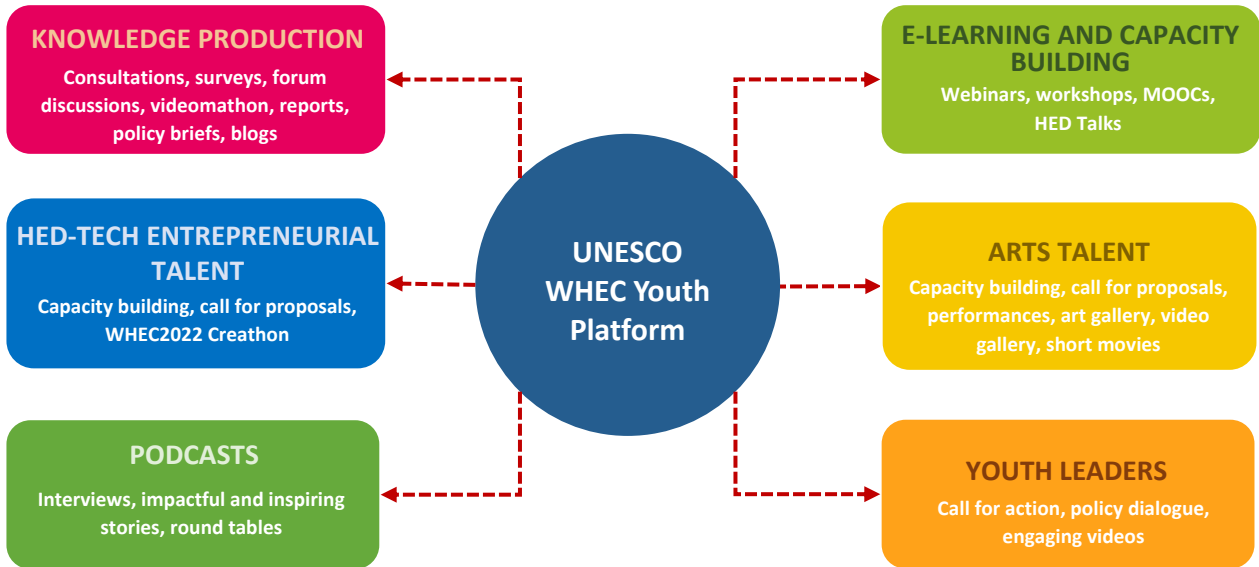 KNOWLEDGE PRODUCTION
Consultations, surveys, forum
discussions, videomathon, reports,
policy briefs, blogs
HED-TECH ENTREPRENEURIAL
TALENT
Capacity building, call for proposals,
WHEC2022 Creathon
PODCASTS
Interviews, impactful and inspiring
stories, round tables
UNESCO
WHEC Youth
Platform
E-LEARNING AND CAPACITY
BUILDING
Webinars, workshops, MOOCs,
HED Talks
ARTS TALENT
Capacity building, call for proposals,
performances, art gallery, video
gallery, short movies
YOUTH LEADERS
Call for action, policy dialogue,
engaging videos